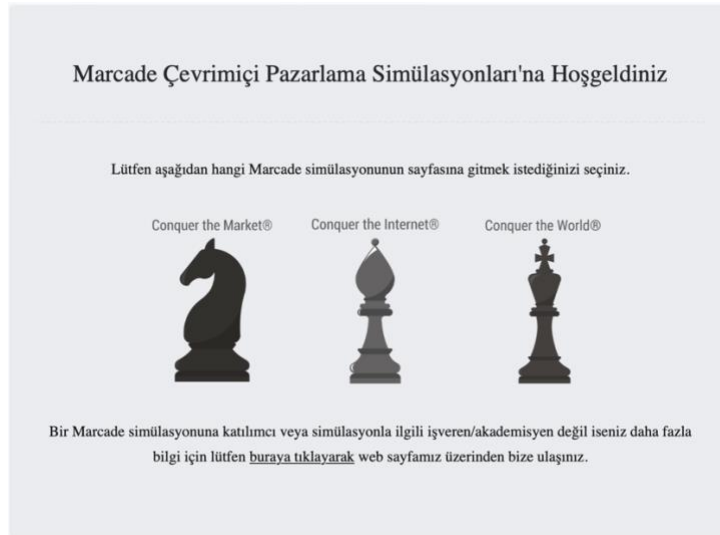 Marcade Çevrimiçi Pazarlama Simülasyonları'na Hoşgeldiniz
Lütfen aşağıdan hangi Marcade simülasyonunun sayfasına gitmek istediğinizi seçiniz.
Conquer the Market®
Conquer the Internet®
Conquer the World®
Bir Marcade simülasyonuna katılımcı veya simülasyonla ilgili işveren/akademisyen değil iseniz daha fazla
bilgi için lütfen buraya tıklayarak web sayfamız üzerinden bize ulaşınız.